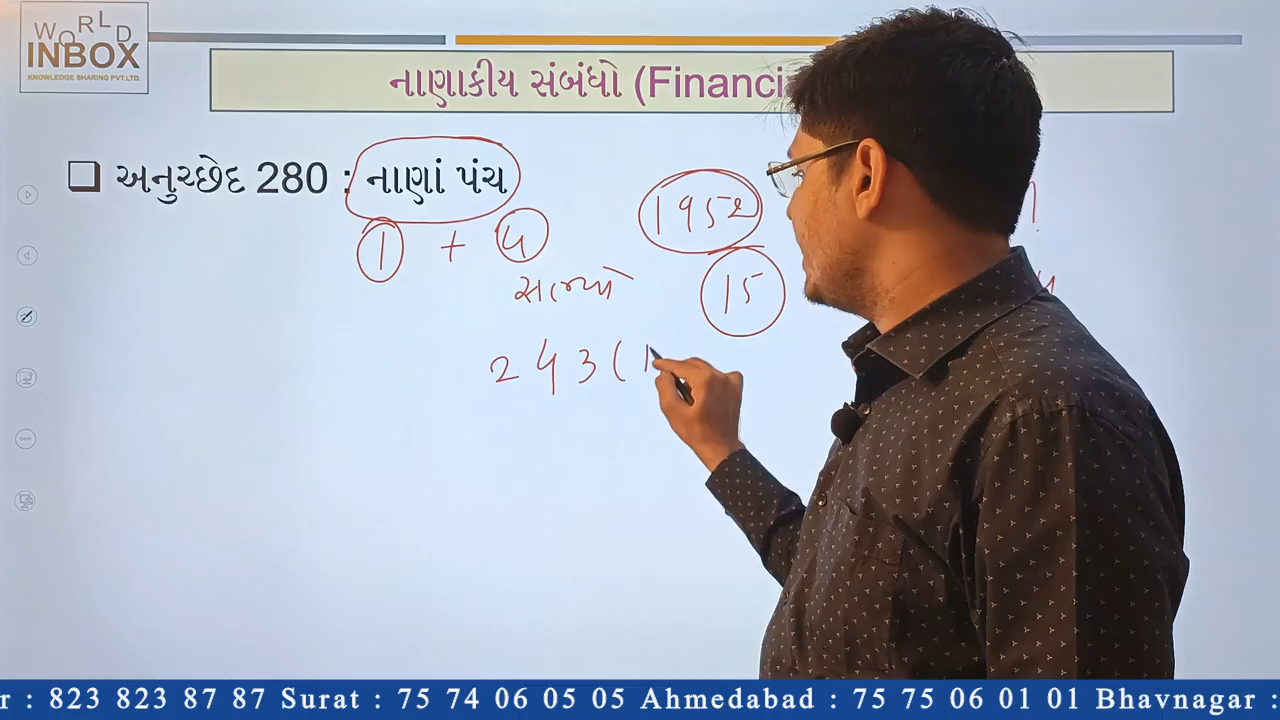 WORLD
INBOX
KNOWLEDGE SHARING PVT.LTD.
નાણાકીય સંબંધો (Financi
❑ અનુચ્છેદ 280 : નાણાં પંચ
1 + 4
સભ્યો
1952
15
243(1
r : 823 823 87 87 Surat : 75 74 06 05 05 Ahmedabad : 75 75 06 01 01 Bhavnagar :